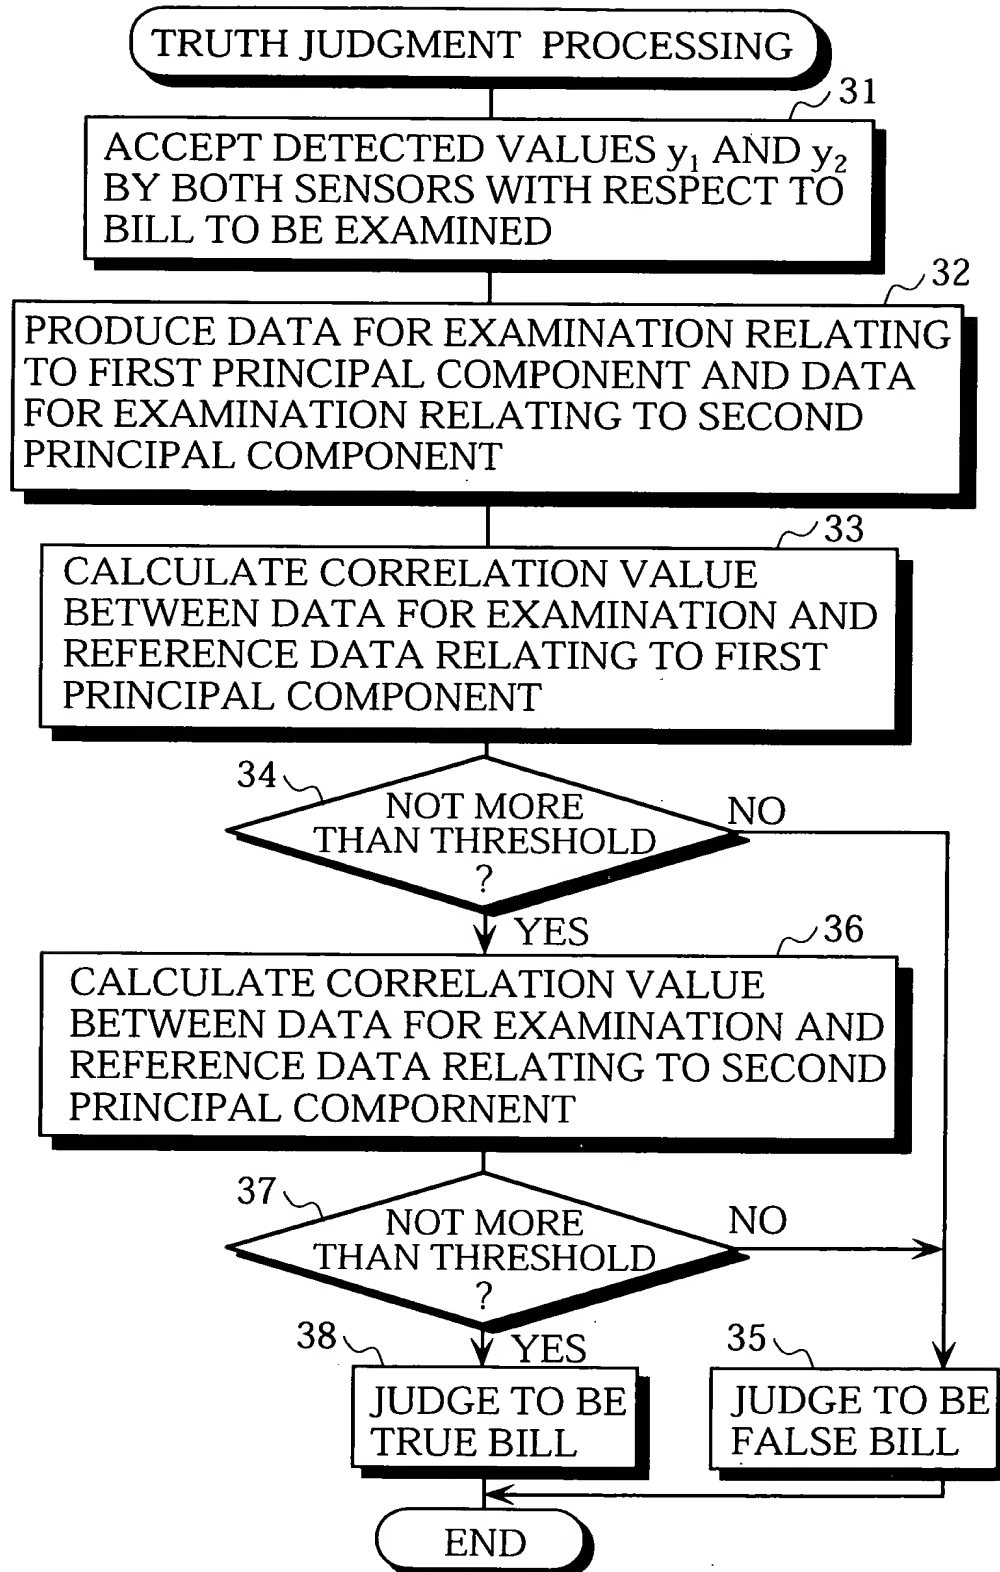 TRUTH JUDGMENT PROCESSING
31
ACCEPT DETECTED VALUES y1 AND y2
BY BOTH SENSORS WITH RESPECT TO
BILL TO BE EXAMINED
32
PRODUCE DATA FOR EXAMINATION RELATING
TO FIRST PRINCIPAL COMPONENT AND DATA
FOR EXAMINATION RELATING TO SECOND
PRINCIPAL COMPONENT
33
CALCULATE CORRELATION VALUE
BETWEEN DATA FOR EXAMINATION AND
REFERENCE DATA RELATING TO FIRST
PRINCIPAL COMPONENT
34
NOT MORE
THAN THRESHOLD
?
NO
YES
36
CALCULATE CORRELATION VALUE
BETWEEN DATA FOR EXAMINATION AND
REFERENCE DATA RELATING TO SECOND
PRINCIPAL COMPORNENT
37
NOT MORE
THAN THRESHOLD
?
NO
YES
38
JUDGE TO BE
TRUE BILL
35
JUDGE TO BE
FALSE BILL
END